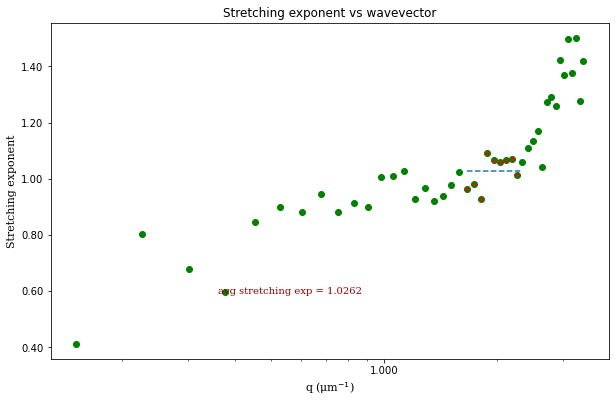 Stretching exponent vs wavevector
Stretching exponent
1.40
1.20
1.00
0.80
0.60
0.40
avg stretching exp = 1.0262
1.000
q (μm⁻¹)